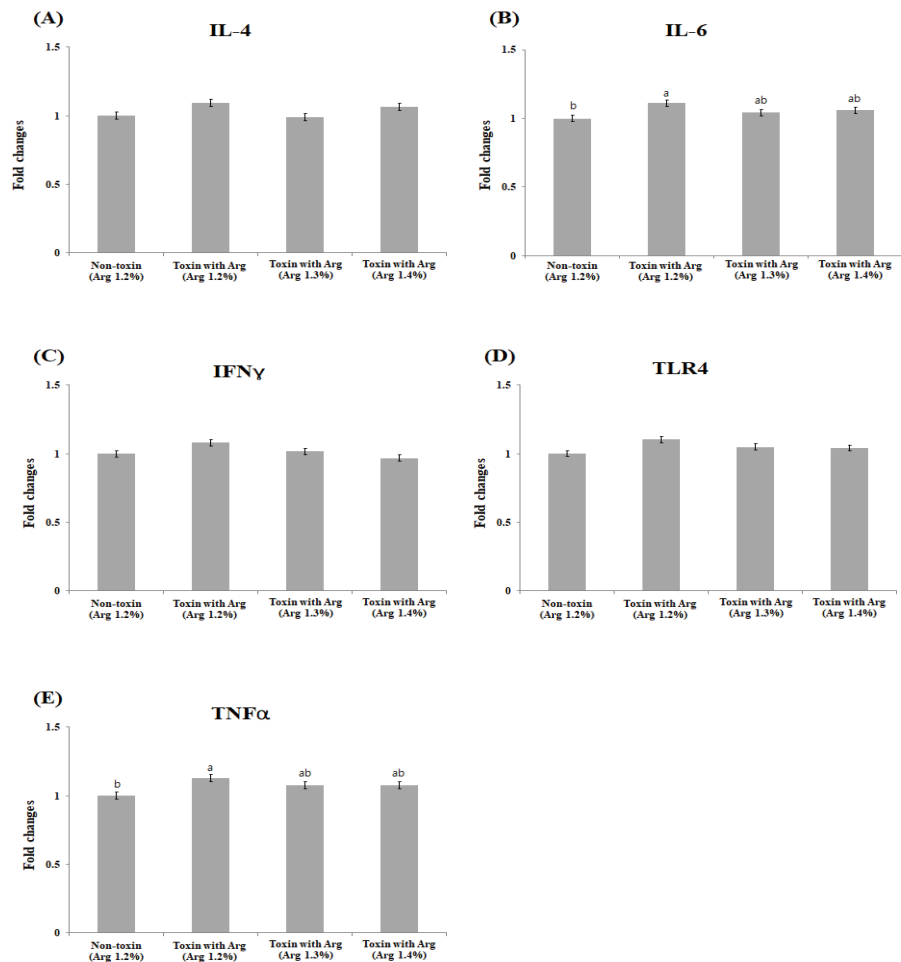 (A)
IL-4
1.5
1
0.5
0
Fold changes
Non-toxin Toxin with Arg Toxin with Arg Toxin with Arg
(Arg 1.2%) (Arg 1.2%) (Arg 1.3%) (Arg 1.4%)
(B)
IL-6
1.5
1
0.5
0
Fold changes
b a ab ab
Non-toxin Toxin with Arg Toxin with Arg Toxin with Arg
(Arg 1.2%) (Arg 1.2%) (Arg 1.3%) (Arg 1.4%)
(C)
IFNγ
1.5
1
0.5
0
Fold changes
Non-toxin Toxin with Arg Toxin with Arg Toxin with Arg
(Arg 1.2%) (Arg 1.2%) (Arg 1.3%) (Arg 1.4%)
(D)
TLR4
1.5
1
0.5
0
Fold changes
Non-toxin Toxin with Arg Toxin with Arg Toxin with Arg
(Arg 1.2%) (Arg 1.2%) (Arg 1.3%) (Arg 1.4%)
(E)
TNFα
1.5
1
0.5
0
Fold changes
b a ab ab
Non-toxin Toxin with Arg Toxin with Arg Toxin with Arg
(Arg 1.2%) (Arg 1.2%) (Arg 1.3%) (Arg 1.4%)